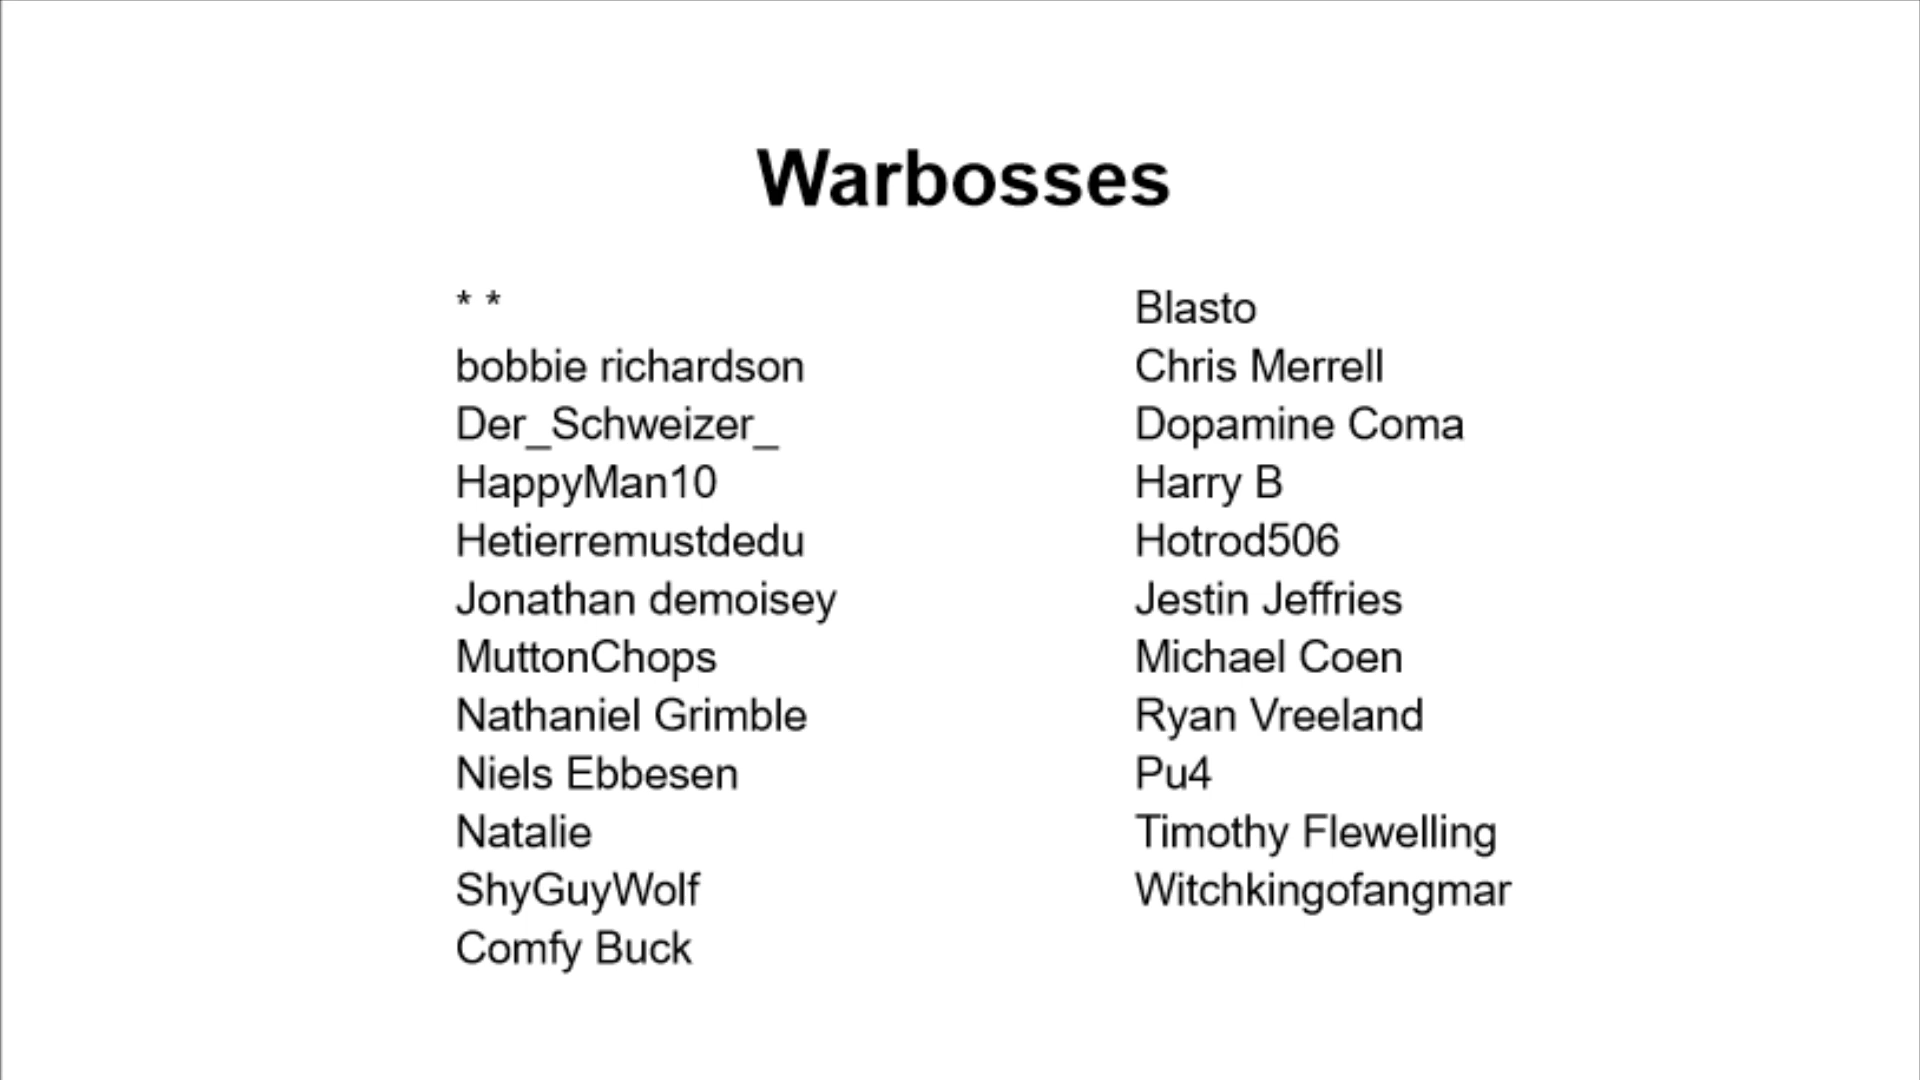 Warbosses
* *
bobbie richardson
Der_Schweizer_
HappyMan10
Hetierremustdedu
Jonathan demoisey
MuttonChops
Nathaniel Grimble
Niels Ebbesen
Natalie
ShyGuyWolf
Comfy Buck
Blasto
Chris Merrell
Dopamine Coma
Harry B
Hotrod506
Jestin Jeffries
Michael Coen
Ryan Vreeland
Pu4
Timothy Flewelling
Witchkingofangmar